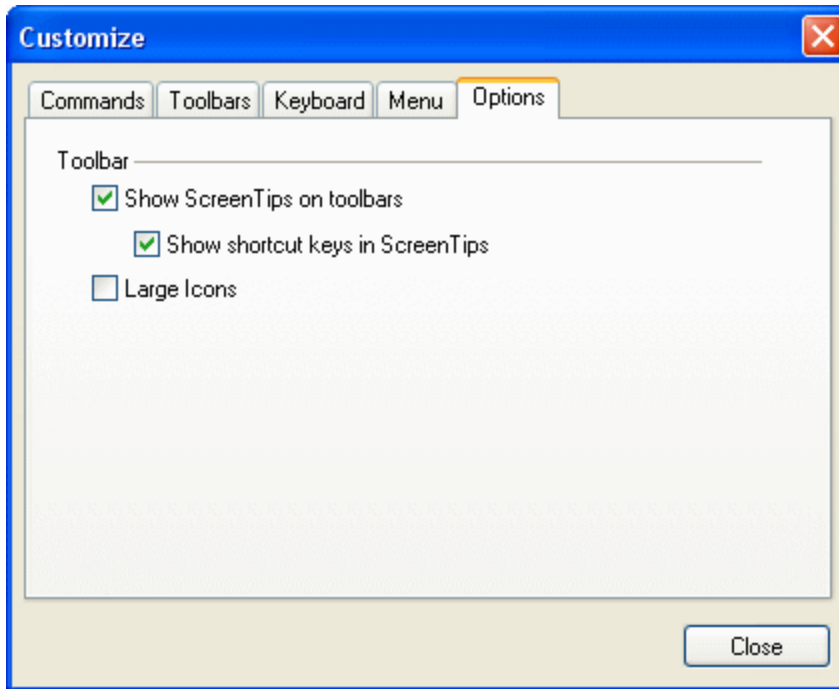 Customize
Commands Toolbars Keyboard Menu Options
Toolbar
Show ScreenTips on toolbars
Show shortcut keys in ScreenTips
Large Icons
Close